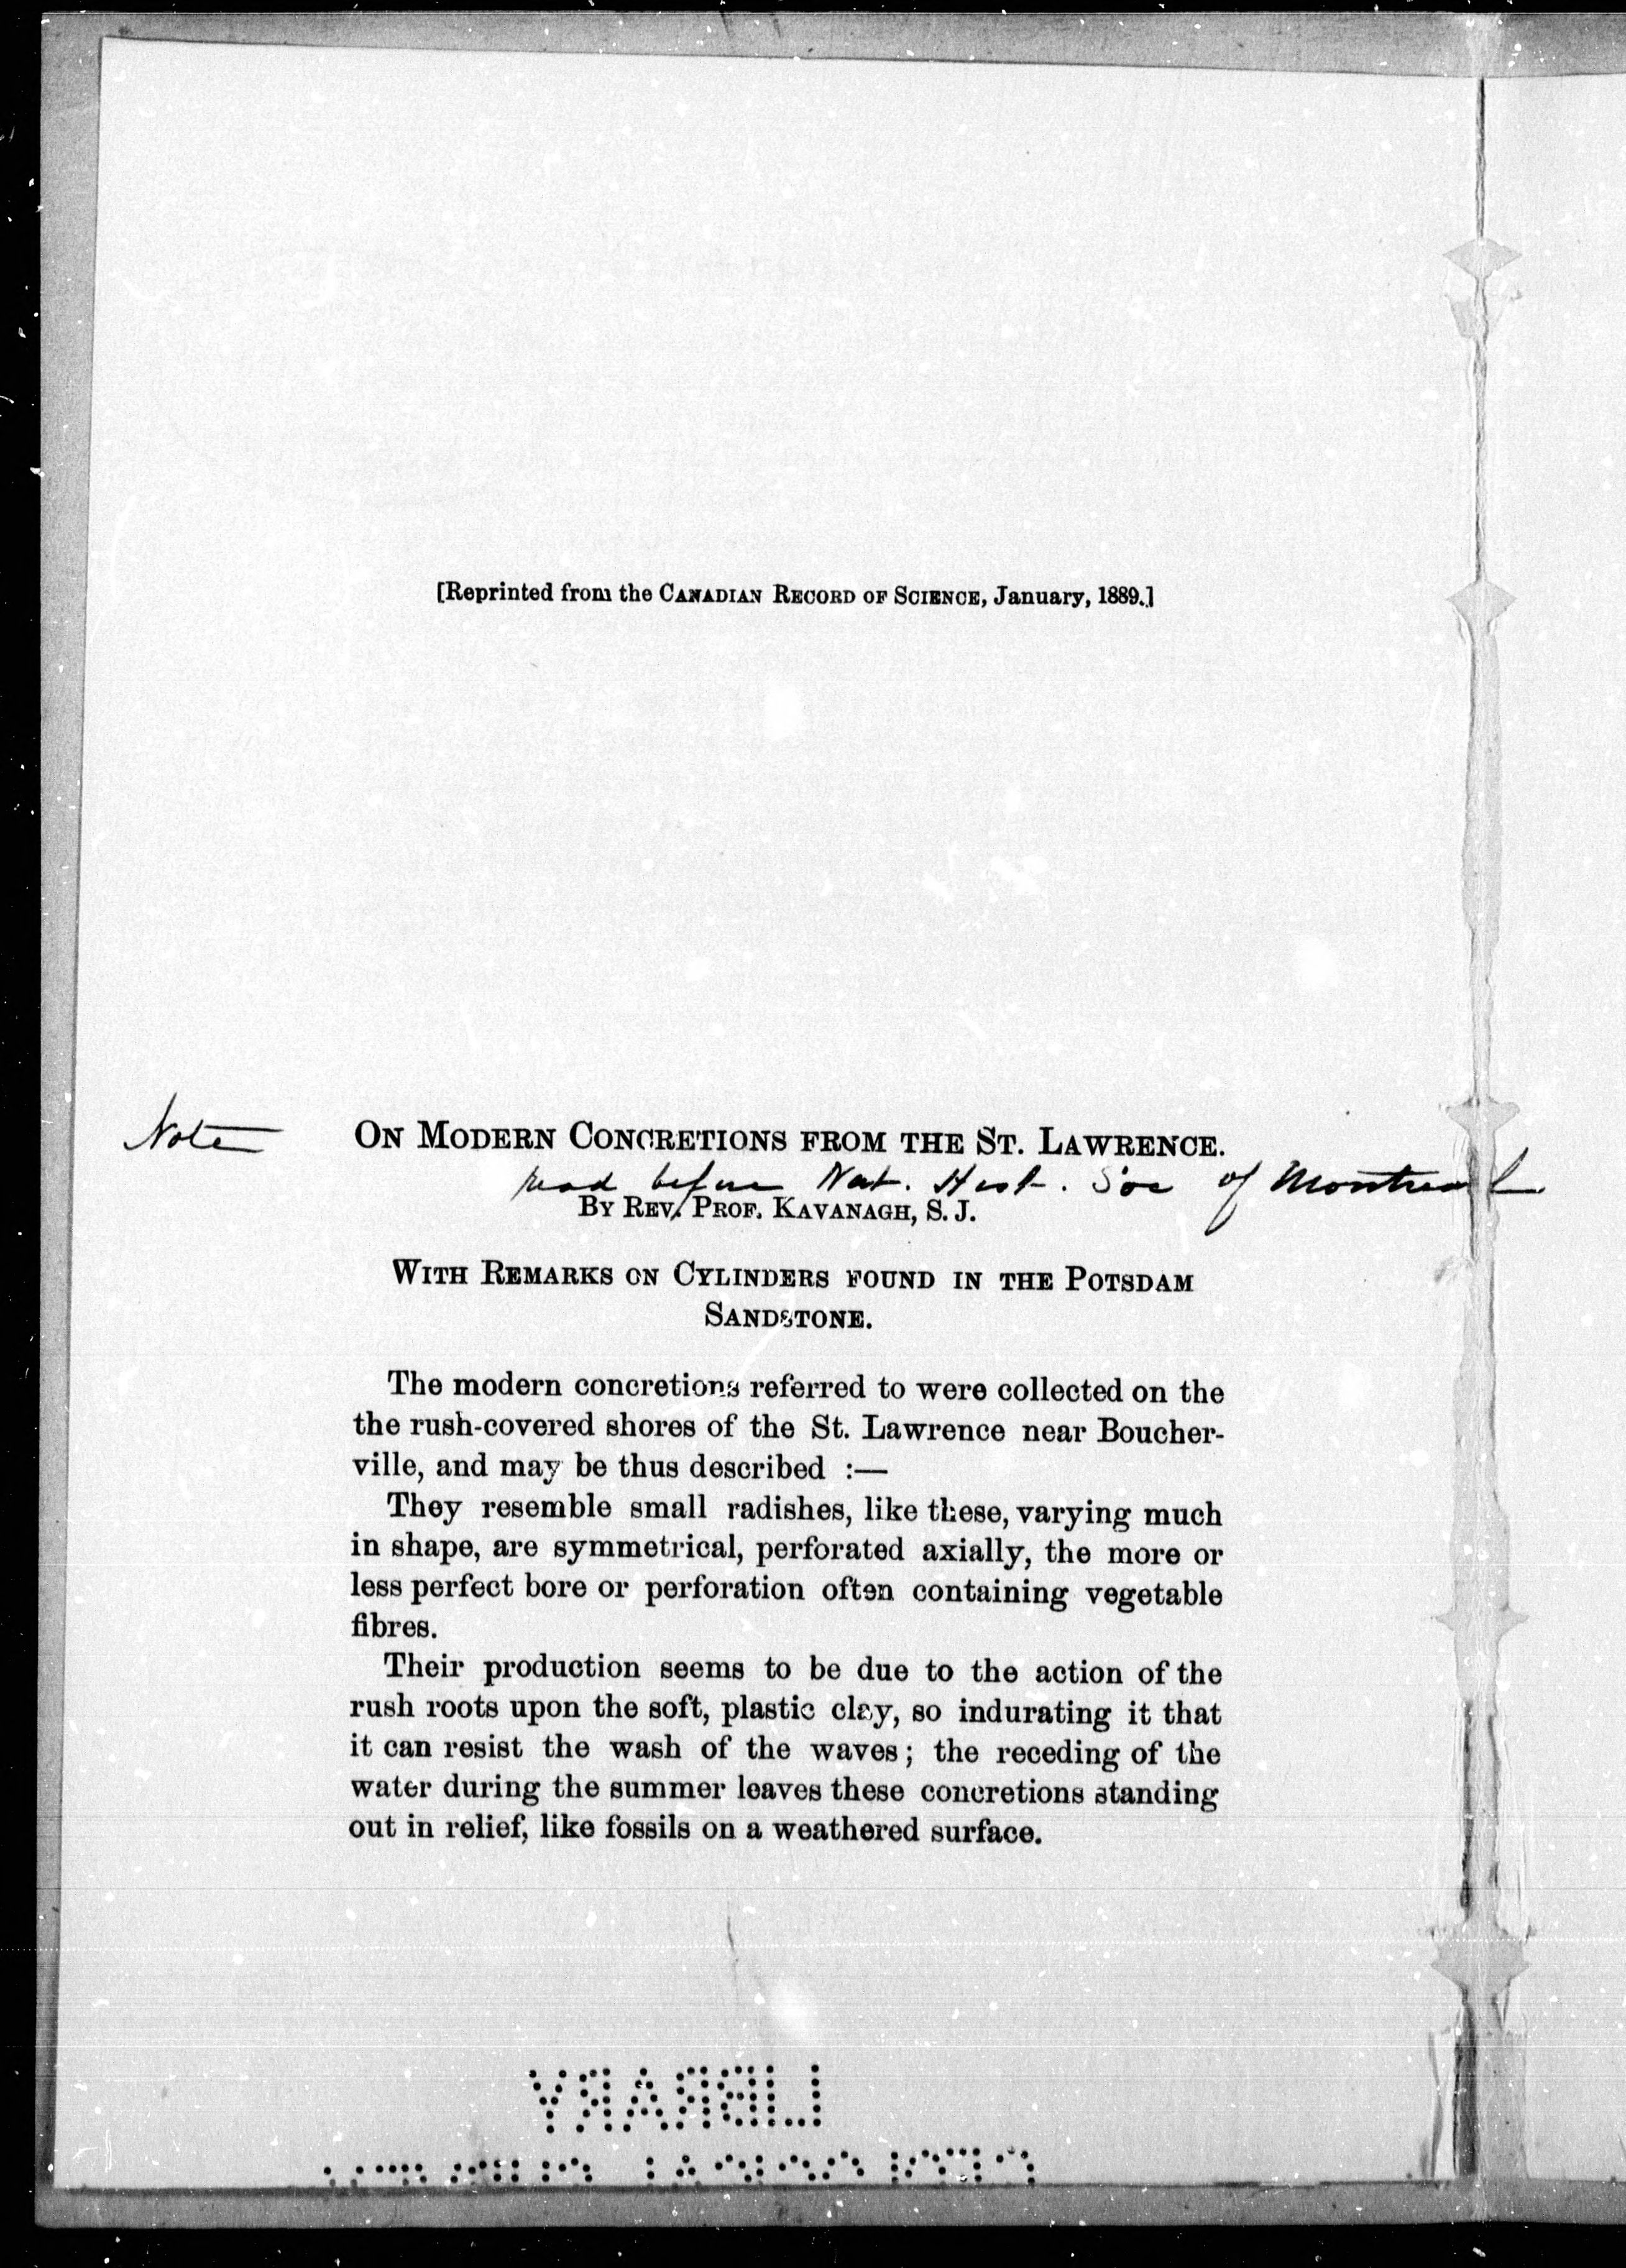 [Reprinted from the CANADIAN RECORD OF SCIENCE, January, 1889.]
Note
ON MODERN CONCRETIONS FROM THE ST. LAWRENCE.
read before Nat. Hist. Soc of Montreal
BY REV. PROF. KAVANAGH, S. J.
WITH REMARKS ON CYLINDERS FOUND IN THE POTSDAM
SANDSTONE.
The modern concretions referred to were collected on the
the rush-covered shores of the St. Lawrence near Boucher-
ville, and may be thus described :—
They resemble small radishes, like these, varying much
in shape, are symmetrical, perforated axially, the more or
less perfect bore or perforation often containing vegetable
fibres.
Their production seems to be due to the action of the
rush roots upon the soft, plastic clay, so indurating it that
it can resist the wash of the waves; the receding of the
water during the summer leaves these concretions standing
out in relief, like fossils on a weathered surface.
LIBRARY